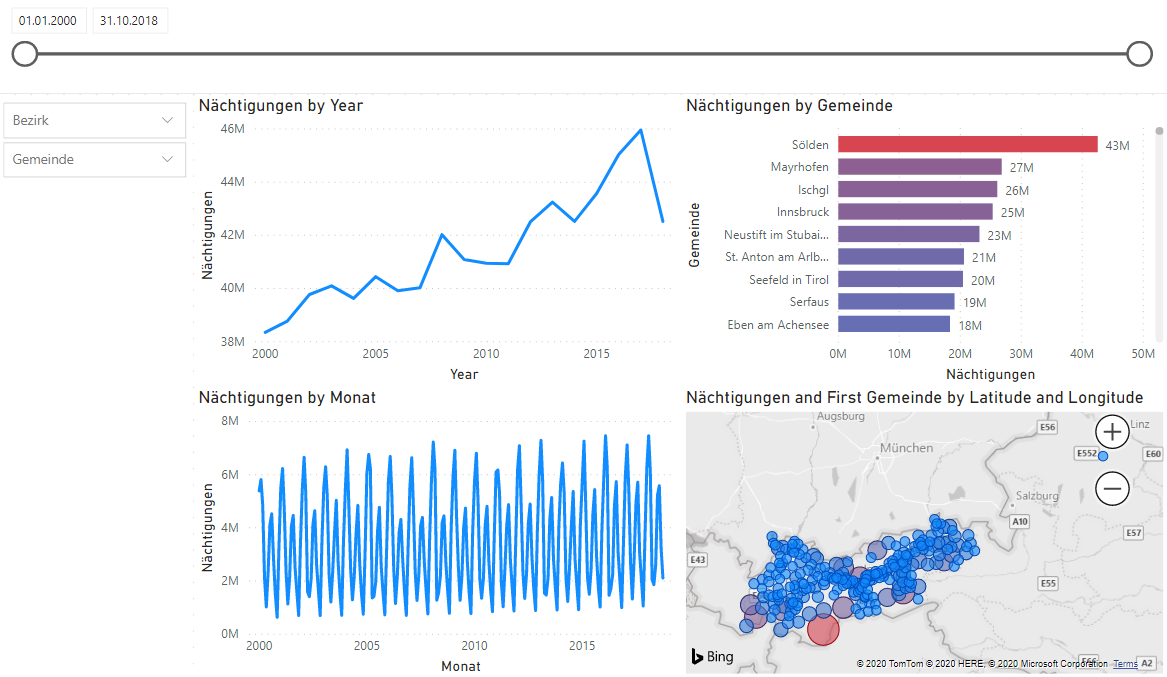 01.01.2000 31.10.2018
Bezirk
Gemeinde
Nächtigungen by Year
46M
44M
42M
40M
38M
Nächtigungen
2000 2005 2010 2015
Year
Nächtigungen by Gemeinde
Gemeinde
Sölden 43M
Mayrhofen 27M
Ischgl 26M
Innsbruck 25M
Neustift im Stubai... 23M
St. Anton am Arlb... 21M
Seefeld in Tirol 20M
Serfaus 19M
Eben am Achensee 18M
0M 10M 20M 30M 40M 50M
Nächtigungen
Nächtigungen by Monat
8M
6M
4M
2M
0M
Nächtigungen
2000 2005 2010 2015
Monat
Nächtigungen and First Gemeinde by Latitude and Longitude
Augsburg
E56
Linz
München
E552
E60
Salzburg
A10
E57
E43
E55
Bing
A2
© 2020 TomTom © 2020 HERE, © 2020 Microsoft Corporation Terms